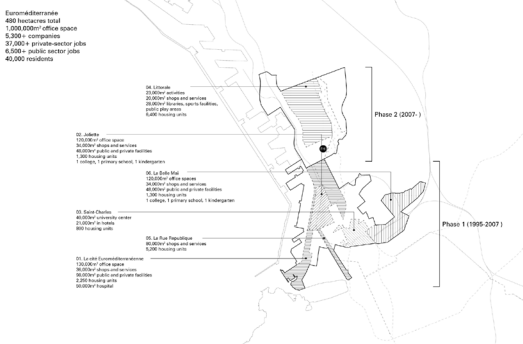 Euroméditerranée
480 hectacres total
1,000,000m² office space
5,300+ companies
37,000+ private-sector jobs
6,500+ public sector jobs
40,000 residents
04. Littorale
23,000m² activities
20,000m² shops and services
20,000m² libraries, sports facilities,
public play areas
5,400 housing units
Phase 2 (2007- )
02. Joliette
120,000m² office space
34,000m² shops and services
48,000m² public and private facilities
1,300 housing units
1 college, 1 primary school, 1 kindergarten
06. La Belle Mai
120,000m² office spaces
34,000m² shops and services
48,000m² public and private facilities
1,300 housing units
1 college, 1 primary school, 1 kindergarten
03. Saint Charles
40,000m² university center
21,000m² in hotels
800 housing units
Phase 1 (1995-2007 )
05. La Rue Republique
60,000m² shops and services
5,200 housing units
01. La cité Euroméditerranéenne
130,000m² office space
36,000m² shops and services
90,000m² public and private facilities
2,250 housing units
50,000m² hospital